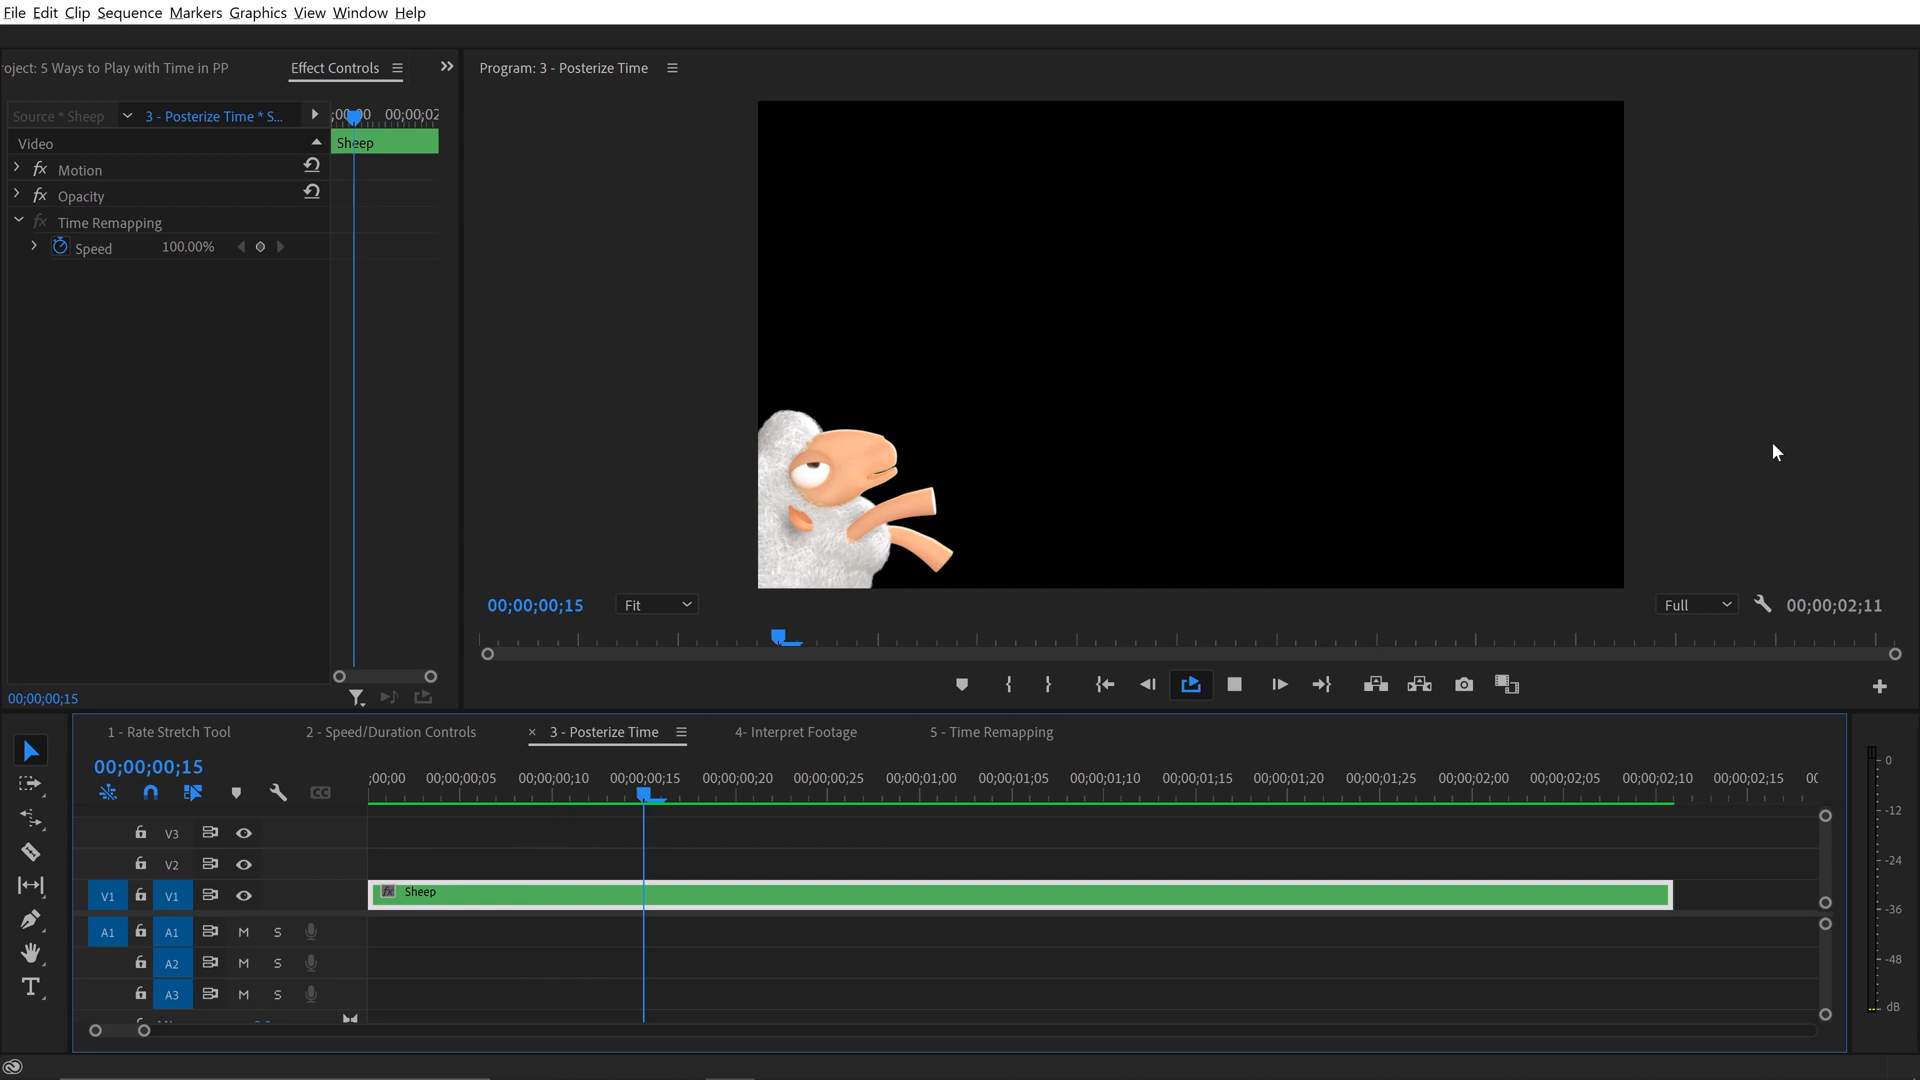 File Edit Clip Sequence Markers Graphics View Window Help
roject: 5 Ways to Play with Time in PP
Effect Controls
Program: 3 - Posterize Time
Source * Sheep
3 - Posterize Time * S...
;00;00 00;00;02
Video
Sheep
Motion
Opacity
Time Remapping
Speed 100.00%
00;00;00;15
Fit
Full
00;00;02;11
00;00;00;15
1 - Rate Stretch Tool
2 - Speed/Duration Controls
3 - Posterize Time
4- Interpret Footage
5 - Time Remapping
00;00;00;15
;00;00 00;00;00;05 00;00;00;10 00;00;00;15 00;00;00;20 00;00;00;25 00;00;01;00 00;00;01;05 00;00;01;10 00;00;01;15 00;00;01;20 00;00;01;25 00;00;02;00 00;00;02;05 00;00;02;10 00;00;02;15
V3
V2
V1 V1 fx Sheep
A1 A1 M S
A2 M S
A3 M S
0
-12
-24
-36
-48
dB